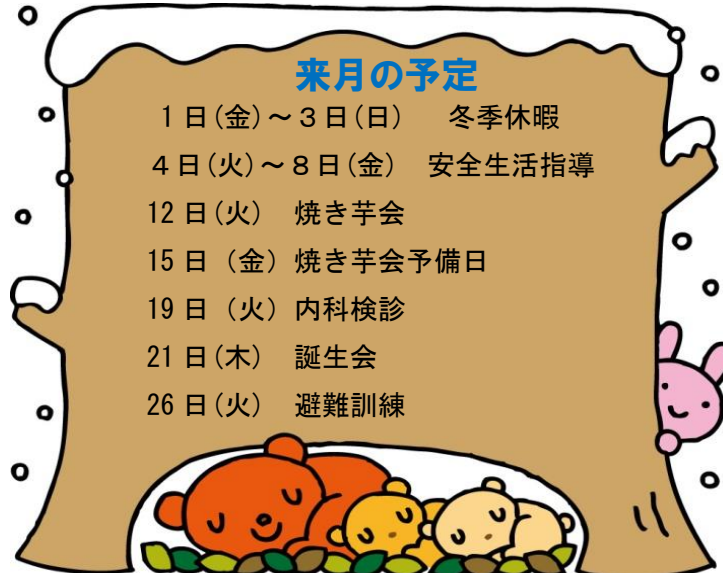 来月の予定
1日(金)～3日(日)　冬季休暇
4日(火)～8日(金)　安全生活指導
12日(火)　焼き芋会
15日（金）焼き芋会予備日
19日（火）内科検診
21日(木)　誕生会
26日(火)　避難訓練